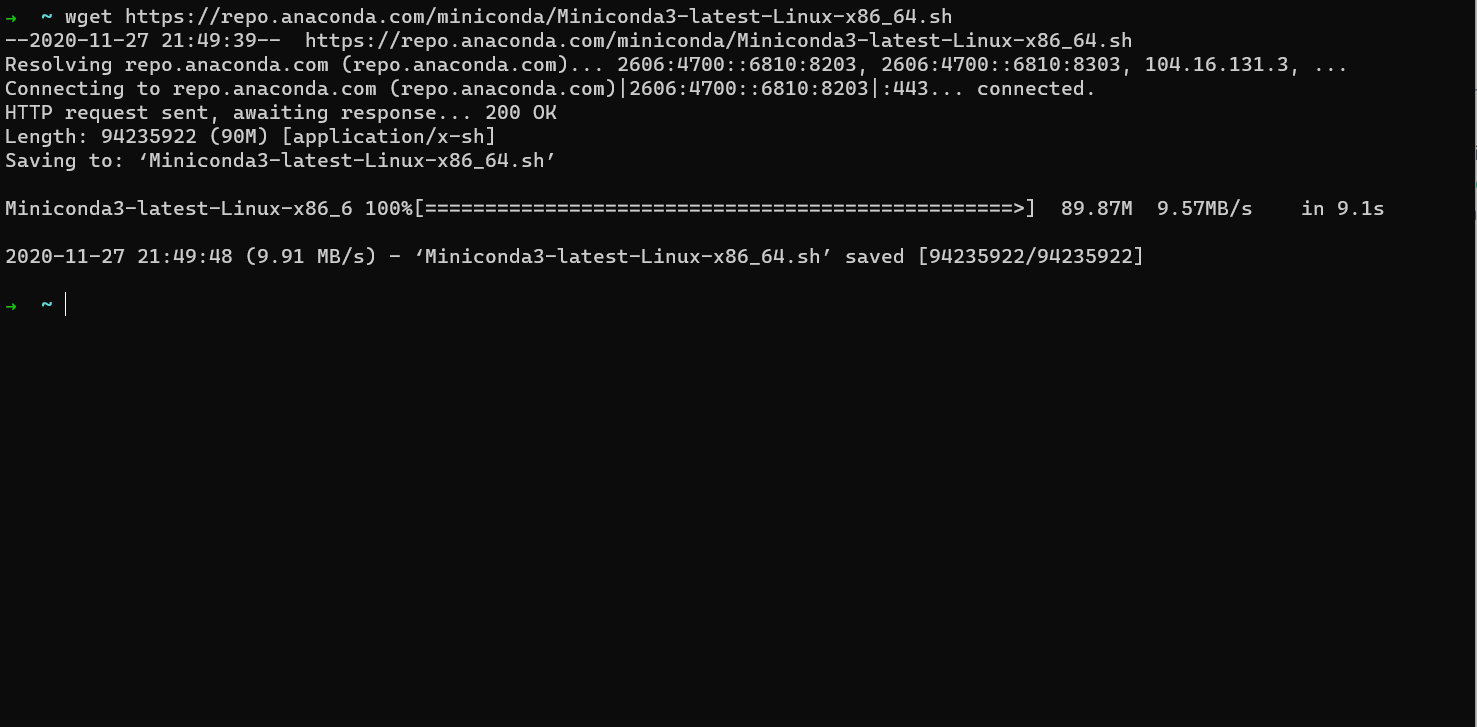 →  ~ wget https://repo.anaconda.com/miniconda/Miniconda3-latest-Linux-x86_64.sh
--2020-11-27 21:49:39--  https://repo.anaconda.com/miniconda/Miniconda3-latest-Linux-x86_64.sh
Resolving repo.anaconda.com (repo.anaconda.com)... 2606:4700::6810:8203, 2606:4700::6810:8303, 104.16.131.3, ...
Connecting to repo.anaconda.com (repo.anaconda.com)|2606:4700::6810:8203|:443... connected.
HTTP request sent, awaiting response... 200 OK
Length: 94235922 (90M) [application/x-sh]
Saving to: ‘Miniconda3-latest-Linux-x86_64.sh’
Miniconda3-latest-Linux-x86_6 100%[=================================================>]  89.87M  9.57MB/s    in 9.1s
2020-11-27 21:49:48 (9.91 MB/s) - ‘Miniconda3-latest-Linux-x86_64.sh’ saved [94235922/94235922]
→  ~